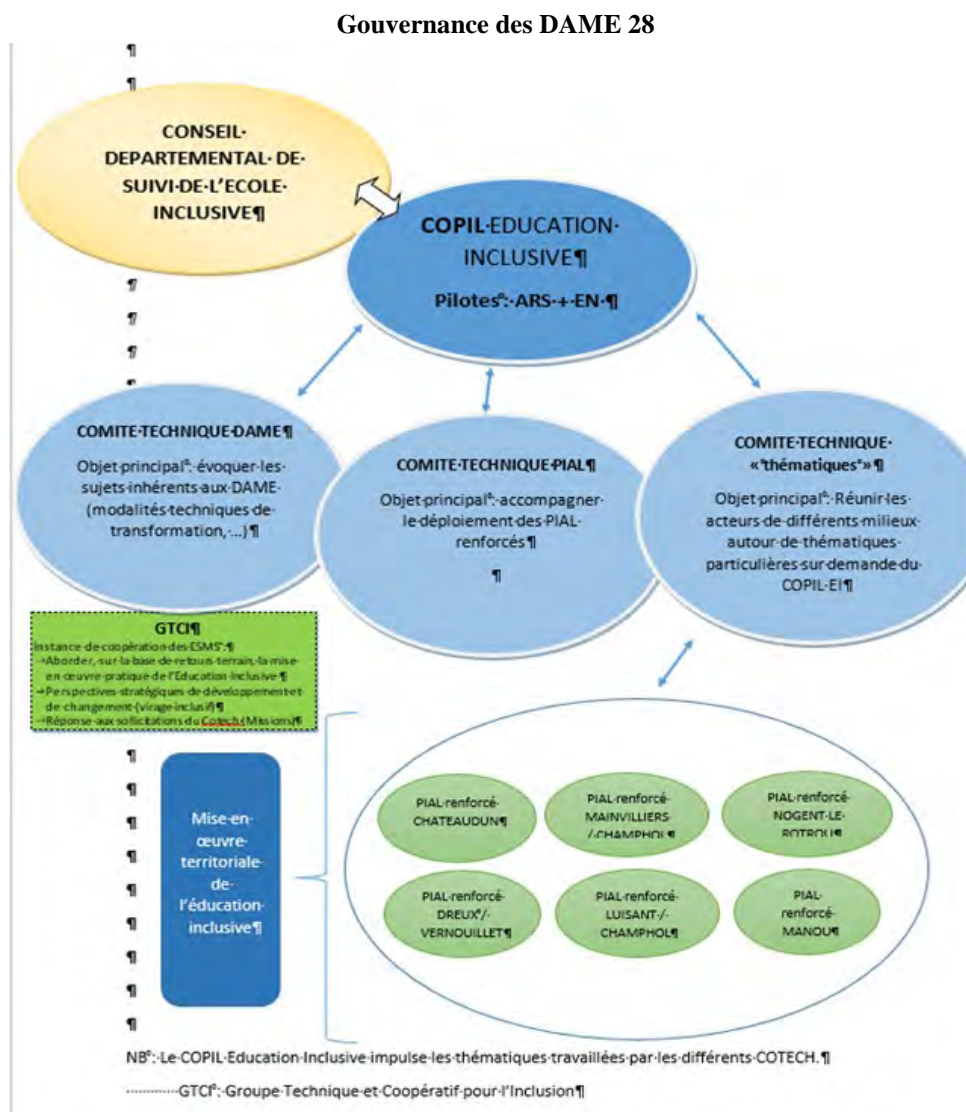 Gouvernance des DAME 28
CONSEIL·
DEPARTEMENTAL·DE·
SUIVI·DE·L'ECOLE·
INCLUSIVE¶
COPIL·EDUCATION·
INCLUSIVE¶
Pilotes°:·ARS·+·EN·¶
COMITE·TECHNIQUE·DAME¶
Objet·principal°:·évoquer·les·
sujets·inhérents·aux·DAME·
(modalités·techniques·de·
transformation,·...)¶
COMITE·TECHNIQUE·PIAL¶
Objet·principal°:·accompagner·
le·déploiement·des·PIAL·
renforcés¶
¶
COMITE·TECHNIQUE·
«°thématiques°»¶
Objet·principal°:·Réunir·les·
acteurs·de·différents·milieux·
autour·de·thématiques·
particulières·sur·demande·du·
COPIL·EI¶
GTCI¶
Instance·de·coopération·des·ESMS°:¶
→Aborder,·sur·la·base·de·retours·terrain,·la·mise·
en·œuvre·pratique·de·l'Education·Inclusive·¶
→Perspectives·stratégiques·de·développement·et·
de·changement·(virage·inclusif)¶
→Réponse·aux·sollicitations·du·Cotech·(Missions)¶
Mise·en·
œuvre·
territoriale·
de·
l'éducation·
inclusive¶
PIAL·renforcé·
CHATEAUDUN¶
PIAL·renforcé·
MAINVILLIERS·
/·CHAMPHOL¶
PIAL·renforcé·
NOGENT·LE·
ROTROU¶
PIAL·renforcé·
DREUX°/·
VERNOUILLET¶
PIAL·renforcé·
LUISANT·/·
CHAMPHOL¶
PIAL·
renforcé·
MANOU¶
NB°:·Le·COPIL·Education·Inclusive·impulse·les·thématiques·travaillées·par·les·différents·COTECH.¶
·············GTCI°:·Groupe·Technique·et·Coopératif·pour·l'Inclusion¶